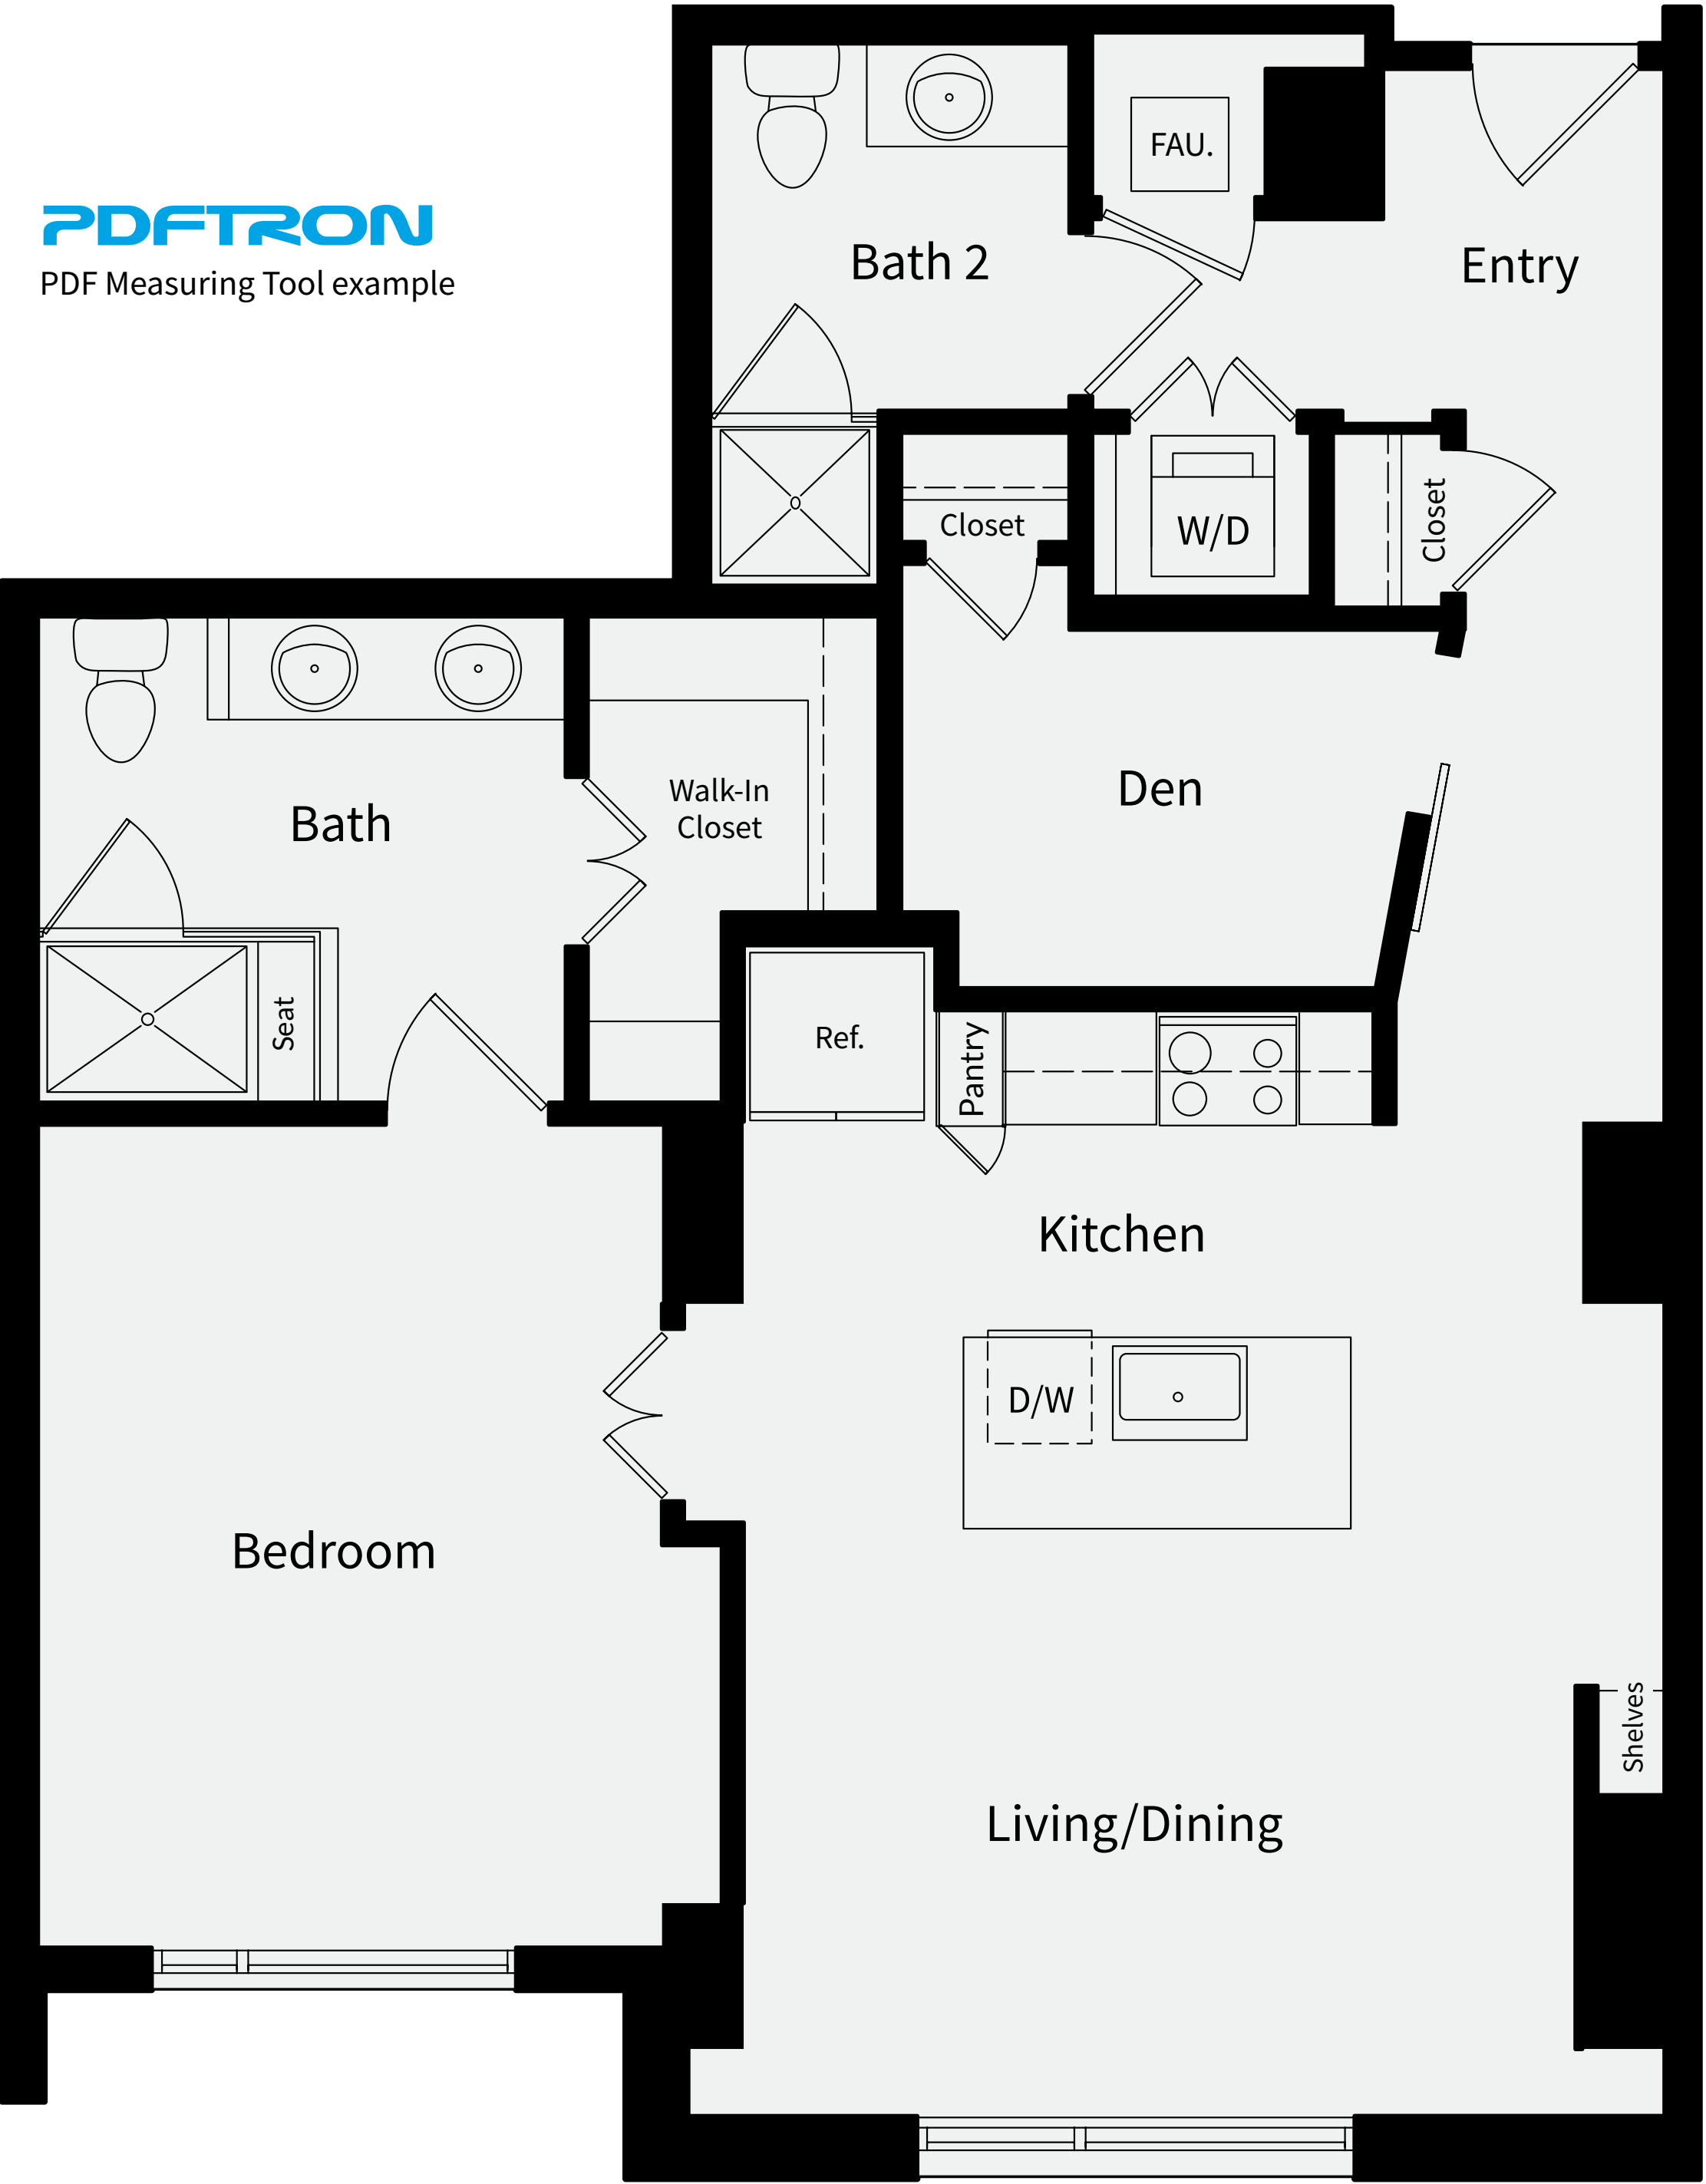 PDFTRON
PDF Measuring Tool example
FAU.
Bath 2
Entry
Closet
W/D
Closet
Den
Walk-In
Closet
Bath
Seat
Ref.
Pantry
Kitchen
D/W
Bedroom
Shelves
Living/Dining